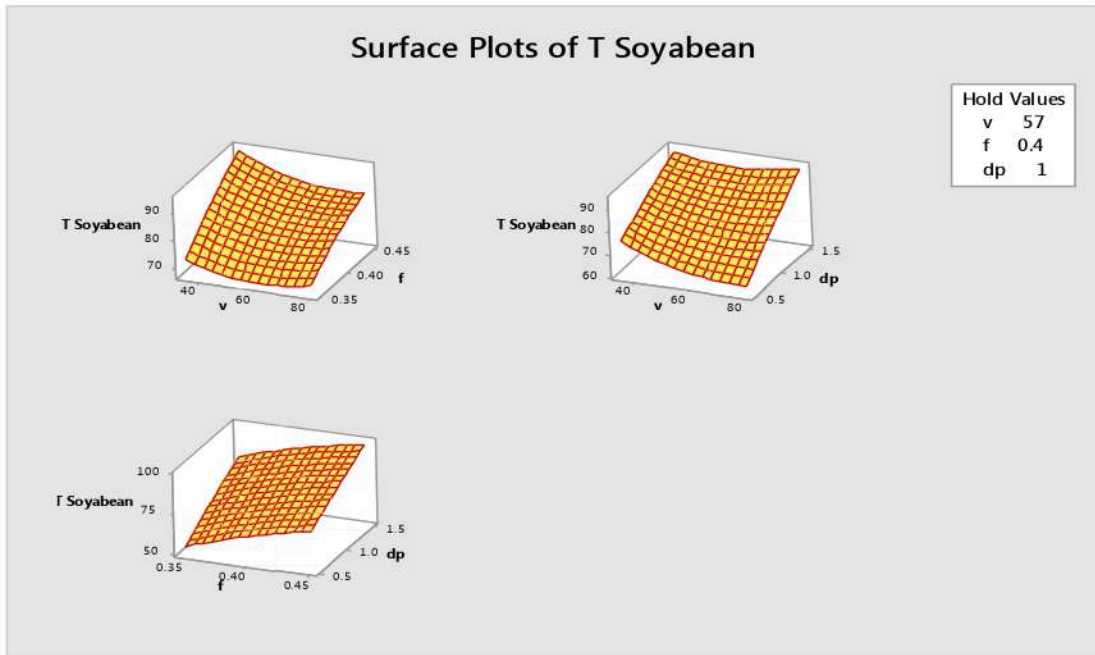 Surface Plots of T Soyabean
Hold Values
v 57
f 0.4
dp 1
90
T Soyabean
80
70
40
60
80
v
0.35
0.40
0.45
f
90
T Soyabean
80
70
60
40
60
80
v
0.5
1.0
1.5
dp
100
T Soyabean
75
50
0.35
0.40
0.45
f
0.5
1.0
1.5
dp